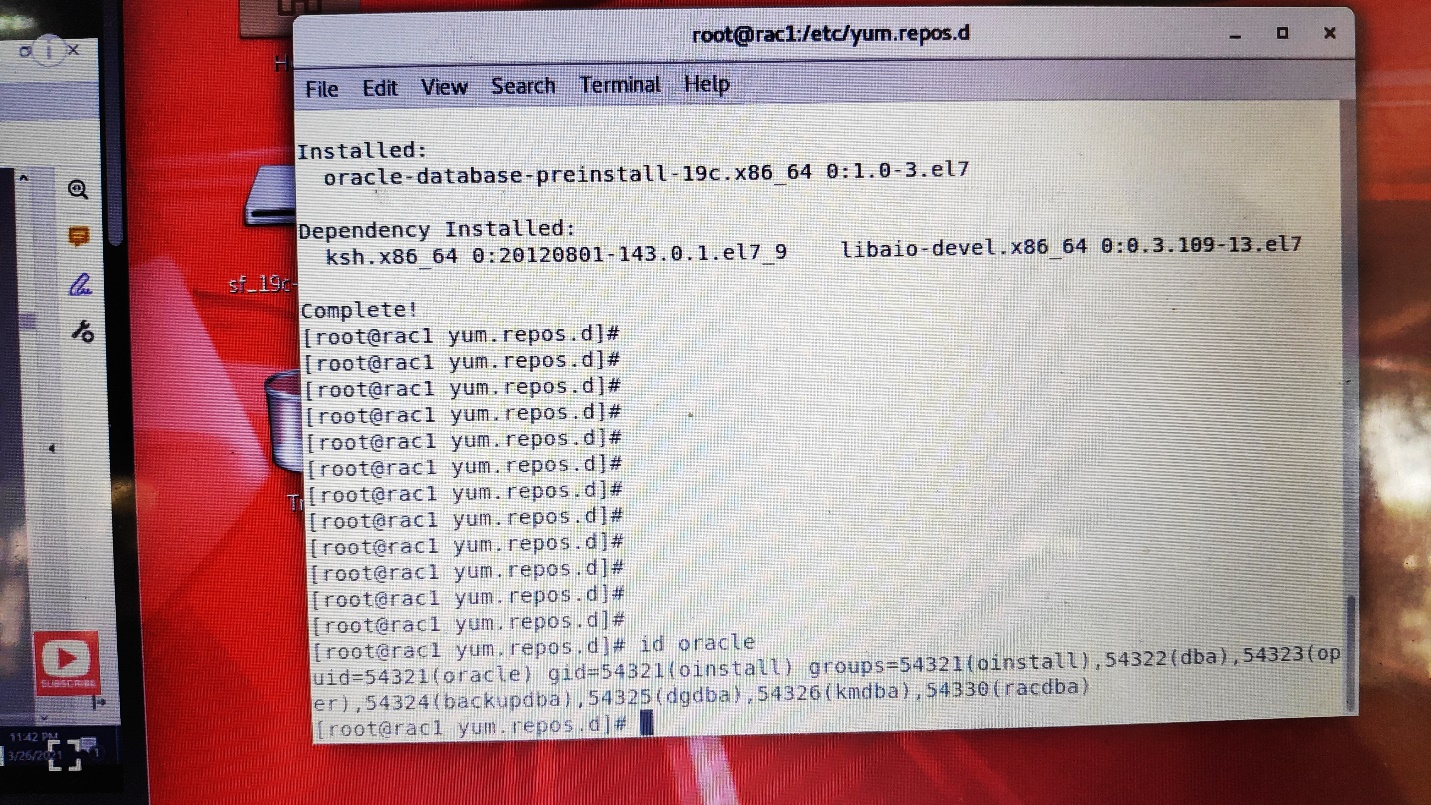 root@rac1:/etc/yum.repos.d
File Edit View Search Terminal Help
Installed:
oracle-database-preinstall-19c.x86_64 0:1.0-3.el7
Dependency Installed:
ksh.x86_64 0:20120801-143.0.1.el7_9 libaio-devel.x86_64 0:0.3.109-13.el7
Complete!
[root@rac1 yum.repos.d]#
[root@rac1 yum.repos.d]#
[root@rac1 yum.repos.d]#
[root@rac1 yum.repos.d]#
[root@rac1 yum.repos.d]#
[root@rac1 yum.repos.d]#
[root@rac1 yum.repos.d]#
[root@rac1 yum.repos.d]#
[root@rac1 yum.repos.d]#
[root@rac1 yum.repos.d]#
[root@rac1 yum.repos.d]#
[root@rac1 yum.repos.d]#
[root@rac1 yum.repos.d]# id oracle
uid=54321(oracle) gid=54321(oinstall) groups=54321(oinstall),54322(dba),54323(op
er),54324(backupdba),54325(dgdba),54326(kmdba),54330(racdba)
[root@rac1 yum.repos.d]#
sf_19c-
SUBSCRIBE
11:42 PM
3/26/2021